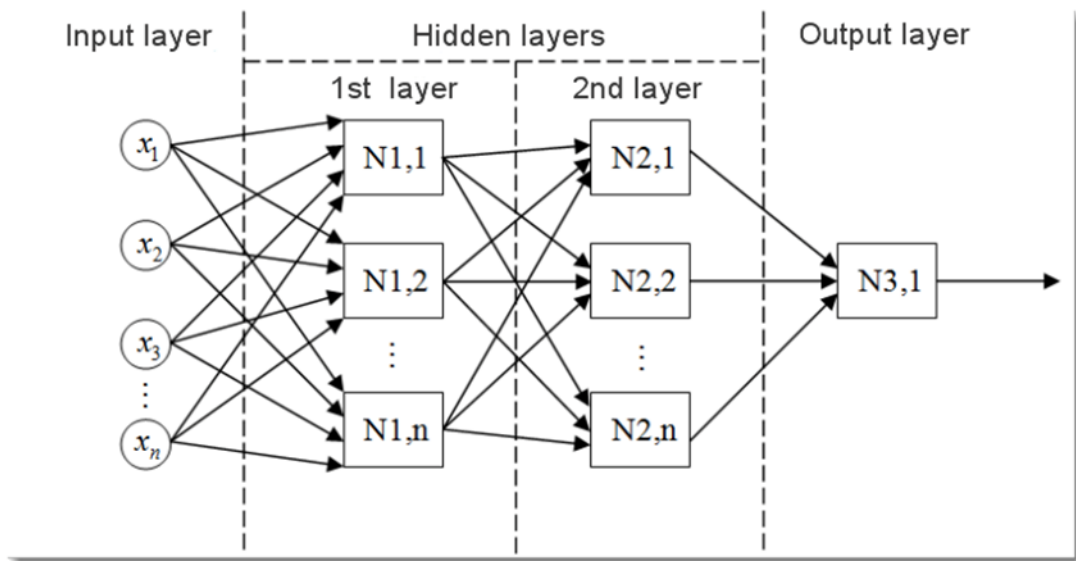 Input layer
Hidden layers
Output layer
1st layer
2nd layer
x₁
x₂
x₃
⋮
xₙ
N1,1
N1,2
⋮
N1,n
N2,1
N2,2
⋮
N2,n
N3,1